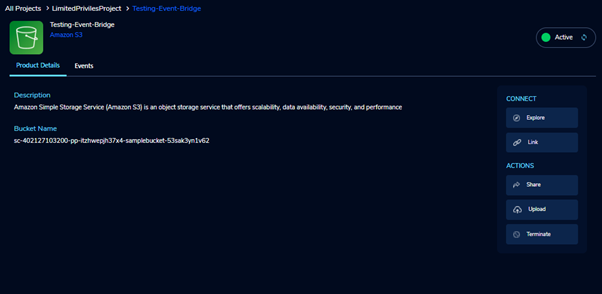 All Projects > LimitedPrivilesProject > Testing-Event-Bridge
Testing-Event-Bridge
Amazon S3
Active
Product Details Events
Description
Amazon Simple Storage Service (Amazon S3) is an object storage service that offers scalability, data availability, security, and performance
Bucket Name
sc-402127103200-pp-itzhwepjh37x4-samplebucket-53sak3yn1v62
CONNECT
Explore
Link
ACTIONS
Share
Upload
Terminate